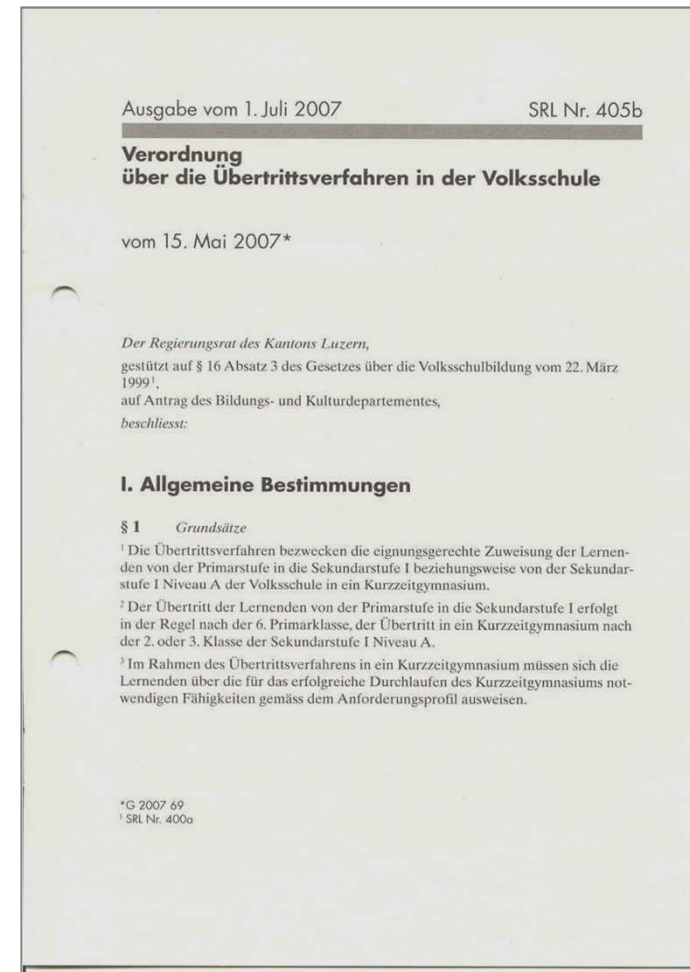 Ausgabe vom 1. Juli 2007 SRL Nr. 405b
Verordnung
über die Übertrittsverfahren in der Volksschule
vom 15. Mai 2007*
Der Regierungsrat des Kantons Luzern,
gestützt auf § 16 Absatz 3 des Gesetzes über die Volksschulbildung vom 22. März
1999¹,
auf Antrag des Bildungs- und Kulturdepartementes,
beschliesst:
I. Allgemeine Bestimmungen
§ 1 Grundsätze
¹ Die Übertrittsverfahren bezwecken die eignungsgerechte Zuweisung der Lernen-
den von der Primarstufe in die Sekundarstufe I beziehungsweise von der Sekundar-
stufe I Niveau A der Volksschule in ein Kurzzeitgymnasium.
² Der Übertritt der Lernenden von der Primarstufe in die Sekundarstufe I erfolgt
in der Regel nach der 6. Primarklasse, der Übertritt in ein Kurzzeitgymnasium nach
der 2. oder 3. Klasse der Sekundarstufe I Niveau A.
³ Im Rahmen des Übertrittsverfahrens in ein Kurzzeitgymnasium müssen sich die
Lernenden über die für das erfolgreiche Durchlaufen des Kurzzeitgymnasiums not-
wendigen Fähigkeiten gemäss dem Anforderungsprofil ausweisen.
*G 2007 69
¹ SRL Nr. 400a